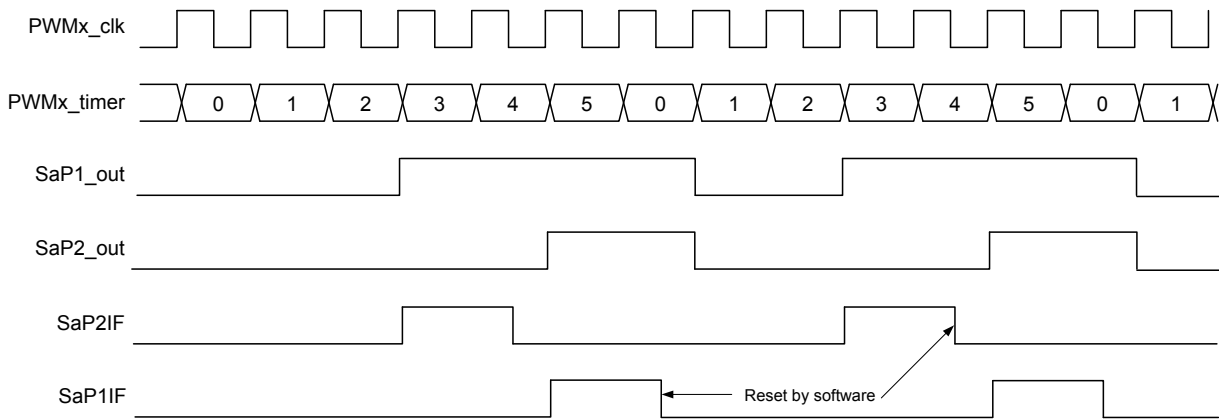 PWMx_clk
PWMx_timer 0 1 2 3 4 5 0 1 2 3 4 5 0 1
SaP1_out
SaP2_out
SaP2IF
SaP1IF Reset by software